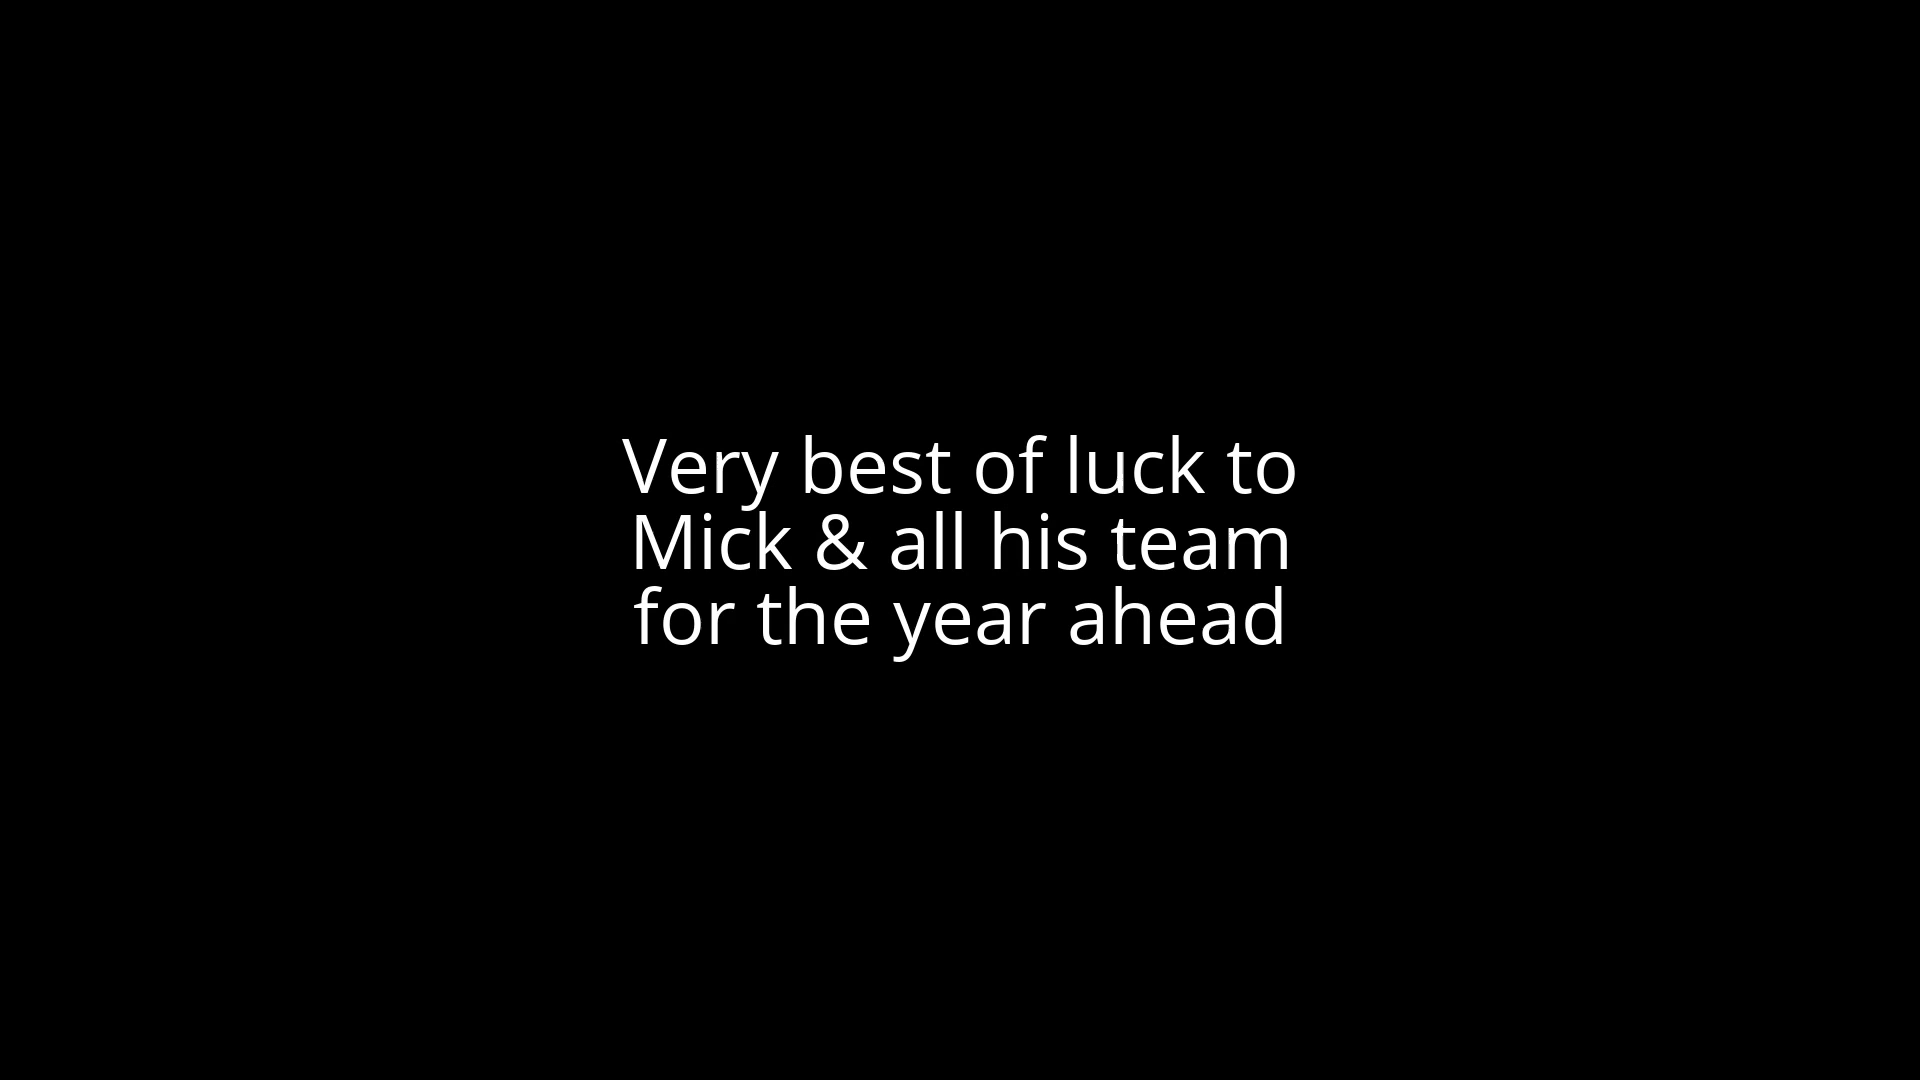 Very best of luck to
Mick & all his team
for the year ahead